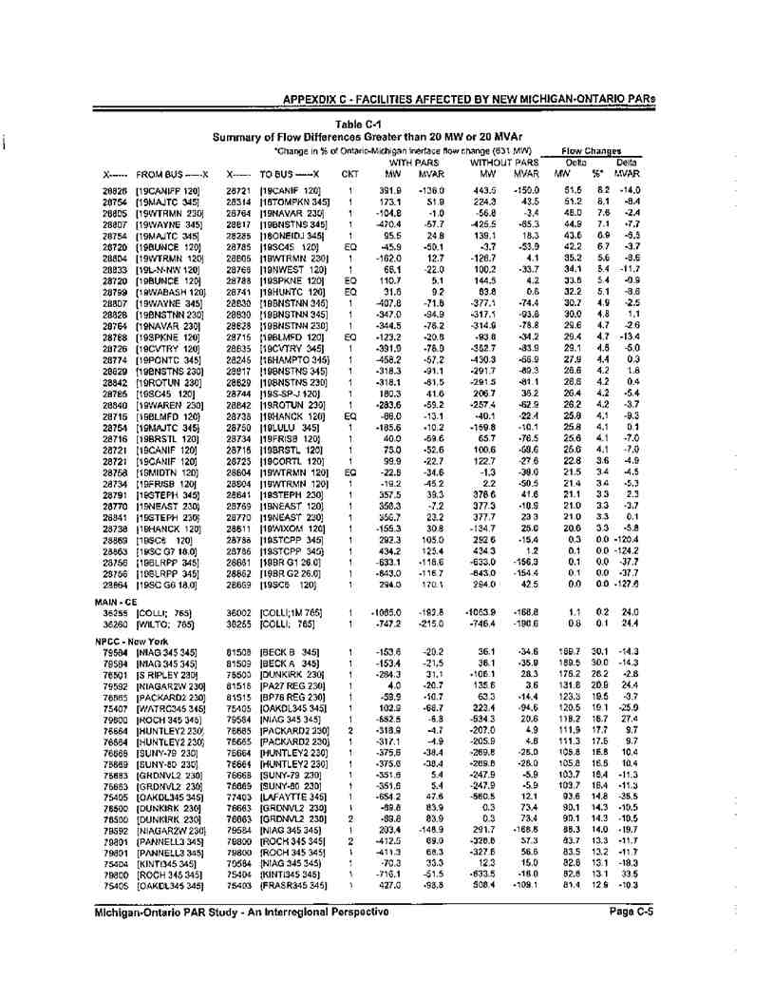 APPEXDIX C - FACILITIES AFFECTED BY NEW MICHIGAN-ONTARIO PARs
Table C-1
Summary of Flow Differences Greater than 20 MW or 20 MVAr
*Change in % of Ontario-Michigan inerface flow change (631 MW) Flow Changes
WITH PARS WITHOUT PARS Delta Delta
X------ FROM BUS -----X X------ TO BUS -----X CKT MW MVAR MW MVAR MW %* MVAR
28826 [19CANIFP 120] 28721 [19CANIF 120] 1 391.9 -136.0 443.5 -150.0 51.5 8.2 -14.0
28754 [19MAJTC 345] 28314 [18TOMPKN 345] 1 173.1 51.9 224.3 43.5 51.2 8.1 -8.4
28805 [19WTRMN 230] 28764 [19NAVAR 230] 1 -104.8 -1.0 -56.8 -3.4 48.0 7.6 -2.4
28807 [19WAYNE 345] 28817 [19BNSTNS 345] 1 -470.4 -57.7 -425.5 -65.3 44.9 7.1 -7.7
28754 [19MAJTC 345] 28285 [18ONEIDJ 345] 1 95.5 24.8 139.1 18.3 43.6 6.9 -6.5
28720 [19BUNCE 120] 28785 [19SC4S 120] EQ -45.9 -50.1 -3.7 -53.9 42.2 6.7 -3.7
28804 [19WTRMN 120] 28805 [19WTRMN 230] 1 -162.0 12.7 -126.7 4.1 35.2 5.6 -8.6
28833 [19L-N-NW 120] 28766 [19NWEST 120] 1 66.1 -22.0 100.2 -33.7 34.1 5.4 -11.7
28720 [19BUNCE 120] 28788 [19SPKNE 120] EQ 110.7 5.1 144.5 4.2 33.8 5.4 -0.9
28799 [19WABASH 120] 28741 [19HUNTC 120] EQ 31.6 9.2 63.8 0.6 32.2 5.1 -8.6
28807 [19WAYNE 345] 28830 [19BNSTNN 345] 1 -407.8 -71.8 -377.1 -74.4 30.7 4.9 -2.5
28828 [19BNSTNN 230] 28830 [19BNSTNN 345] 1 -347.0 -94.9 -317.1 -93.8 30.0 4.8 1.1
28764 [19NAVAR 230] 28828 [19BNSTNN 230] 1 -344.5 -76.2 -314.9 -78.8 29.6 4.7 -2.6
28788 [19SPKNE 120] 28715 [19BLMFD 120] EQ -123.2 -20.8 -93.8 -34.2 29.4 4.7 -13.4
28726 [19CVTRY 120] 28835 [19CVTRY 345] 1 -391.9 -78.9 -362.7 -83.9 29.1 4.6 -5.0
28774 [19PONTC 345] 28245 [18HAMPTO 345] 1 -458.2 -57.2 -430.3 -56.9 27.9 4.4 0.3
28829 [19BNSTNS 230] 28817 [19BNSTNS 345] 1 -318.3 -91.1 -291.7 -89.3 26.6 4.2 1.8
28842 [19ROTUN 230] 28829 [19BNSTNS 230] 1 -318.1 -81.5 -291.5 -81.1 26.6 4.2 0.4
28785 [19SC4S 120] 28744 [19S-SP-J 120] 1 180.3 41.6 206.7 36.2 26.4 4.2 -5.4
28840 [19WAREN 230] 28842 [19ROTUN 230] 1 -283.6 -59.2 -257.4 -62.9 26.2 4.2 -3.7
28715 [19BLMFD 120] 28738 [19HANCK 120] EQ -66.0 -13.1 -40.1 -22.4 25.8 4.1 -9.3
28754 [19MAJTC 345] 28750 [19LULU 345] 1 -185.6 -10.2 -159.8 -10.1 25.8 4.1 0.1
28716 [19BRSTL 120] 28734 [19FRISB 120] 1 40.0 -69.6 65.7 -76.5 25.6 4.1 -7.0
28721 [19CANIF 120] 28716 [19BRSTL 120] 1 75.0 -52.6 100.6 -59.6 25.6 4.1 -7.0
28721 [19CANIF 120] 28723 [19CORTL 120] 1 99.9 -22.7 122.7 -27.6 22.8 3.6 -4.9
28758 [19MIDTN 120] 28804 [19WTRMN 120] EQ -22.8 -34.6 -1.3 -39.0 21.5 3.4 -4.5
28734 [19FRISB 120] 28804 [19WTRMN 120] 1 -19.2 -45.2 2.2 -50.5 21.4 3.4 -5.3
28791 [19STEPH 345] 28841 [19STEPH 230] 1 357.5 39.3 378.6 41.6 21.1 3.3 2.3
28770 [19NEAST 230] 28769 [19NEAST 120] 1 356.3 -7.2 377.3 -10.9 21.0 3.3 -3.7
28841 [19STEPH 230] 28770 [19NEAST 230] 1 356.7 23.2 377.7 23.3 21.0 3.3 0.1
28738 [19HANCK 120] 28811 [19WIXOM 120] 1 -155.3 30.8 -134.7 25.0 20.6 3.3 -5.8
28869 [19SC6 120] 28786 [19STCPP 345] 1 292.3 105.0 292.6 -15.4 0.3 0.0 -120.4
28863 [19SC G7 18.0] 28786 [19STCPP 345] 1 434.2 125.4 434.3 1.2 0.1 0.0 -124.2
28756 [19BLRPP 345] 28861 [19BR G1 26.0] 1 -633.1 -118.6 -633.0 -156.3 0.1 0.0 -37.7
28756 [19BLRPP 345] 28862 [19BR G2 26.0] 1 -643.0 -116.7 -643.0 -154.4 0.1 0.0 -37.7
28864 [19SC G6 18.0] 28869 [19SC6 120] 1 294.0 170.1 294.0 42.5 0.0 0.0 -127.6
MAIN - CE
36255 [COLLI; 765] 36002 [COLLI;1M 765] 1 -1065.0 -192.8 -1063.9 -168.8 1.1 0.2 24.0
36260 [WILTO; 765] 36255 [COLLI; 765] 1 -747.2 -215.0 -746.4 -190.6 0.8 0.1 24.4
NPCC - New York
79584 [NIAG 345 345] 81508 [BECK B 345] 1 -153.6 -20.2 36.1 -34.6 189.7 30.1 -14.3
79584 [NIAG 345 345] 81509 [BECK A 345] 1 -153.4 -21.5 36.1 -35.9 189.5 30.0 -14.3
76501 [S RIPLEY 230] 76500 [DUNKIRK 230] 1 -284.3 31.1 -108.1 28.3 176.2 28.2 -2.8
79592 [NIAGAR2W 230] 81516 [PA27 REG 230] 1 4.0 -20.7 135.6 3.6 131.8 20.9 24.4
76665 [PACKARD2 230] 81515 [BP76 REG 230] 1 -59.9 -10.7 63.3 -14.4 123.3 19.5 -3.7
75407 [WATRC345 345] 75405 [OAKDL345 345] 1 102.9 -68.7 223.4 -94.6 120.5 19.1 -25.9
79800 [ROCH 345 345] 79584 [NIAG 345 345] 1 -652.5 -6.8 -534.3 20.6 118.2 18.7 27.4
76664 [HUNTLEY2 230] 76665 [PACKARD2 230] 2 -318.9 -4.7 -207.0 4.9 111.9 17.7 9.7
76664 [HUNTLEY2 230] 76665 [PACKARD2 230] 1 -317.1 -4.9 -205.9 4.8 111.3 17.6 9.7
76668 [SUNY-79 230] 76664 [HUNTLEY2 230] 1 -375.6 -38.4 -269.8 -28.0 105.8 16.8 10.4
76669 [SUNY-80 230] 76664 [HUNTLEY2 230] 1 -375.6 -38.4 -269.8 -28.0 105.8 16.8 10.4
76663 [GRDNVL2 230] 76668 [SUNY-79 230] 1 -351.6 5.4 -247.9 -5.9 103.7 16.4 -11.3
76663 [GRDNVL2 230] 76669 [SUNY-80 230] 1 -351.6 5.4 -247.9 -5.9 103.7 16.4 -11.3
75405 [OAKDL345 345] 77403 [LAFAYTTE 345] 1 -654.2 47.6 -560.5 12.1 93.6 14.8 -35.5
76500 [DUNKIRK 230] 76663 [GRDNVL2 230] 1 -89.8 83.9 0.3 73.4 90.1 14.3 -10.5
76500 [DUNKIRK 230] 76663 [GRDNVL2 230] 2 -89.8 83.9 0.3 73.4 90.1 14.3 -10.5
79592 [NIAGAR2W 230] 79584 [NIAG 345 345] 1 203.4 -148.9 291.7 -168.6 88.3 14.0 -19.7
79801 [PANNELL3 345] 79800 [ROCH 345 345] 2 -412.5 69.0 -328.8 57.3 83.7 13.3 -11.7
79801 [PANNELL3 345] 79800 [ROCH 345 345] 1 -411.3 68.3 -327.8 56.6 83.5 13.2 -11.7
75404 [KINTI345 345] 79584 [NIAG 345 345] 1 -70.3 33.3 12.3 15.0 82.6 13.1 -18.3
79800 [ROCH 345 345] 75404 [KINTI345 345] 1 -716.1 -51.5 -633.5 -18.0 82.6 13.1 33.5
75405 [OAKDL345 345] 75403 [FRASR345 345] 1 427.0 -98.8 508.4 -109.1 81.4 12.9 -10.3
Michigan-Ontario PAR Study - An Interregional Perspective Page C-5